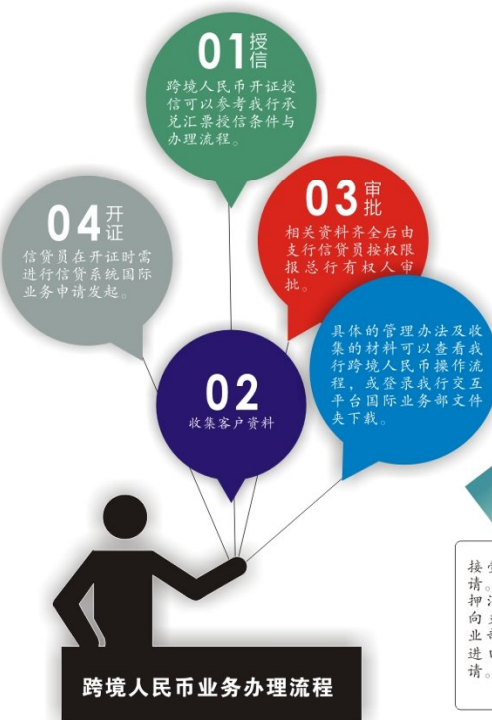 01授信
跨境人民币开证授
信可以参考我行承
兑汇票授信条件与
办理流程。
04开证
信贷员在开证时需
进行信贷系统国际
业务申请发起。
03审批
相关资料齐全后由
支行信贷员按权限
报总行有权人审
批。
具体的管理办法及收
集的材料可以查看我
行跨境人民币操作流
程，或登录我行交互
平台国际业务部文件
夹下载。
02
收集客户资料
跨境人民币业务办理流程
接
请。
押
向
业
进
请。